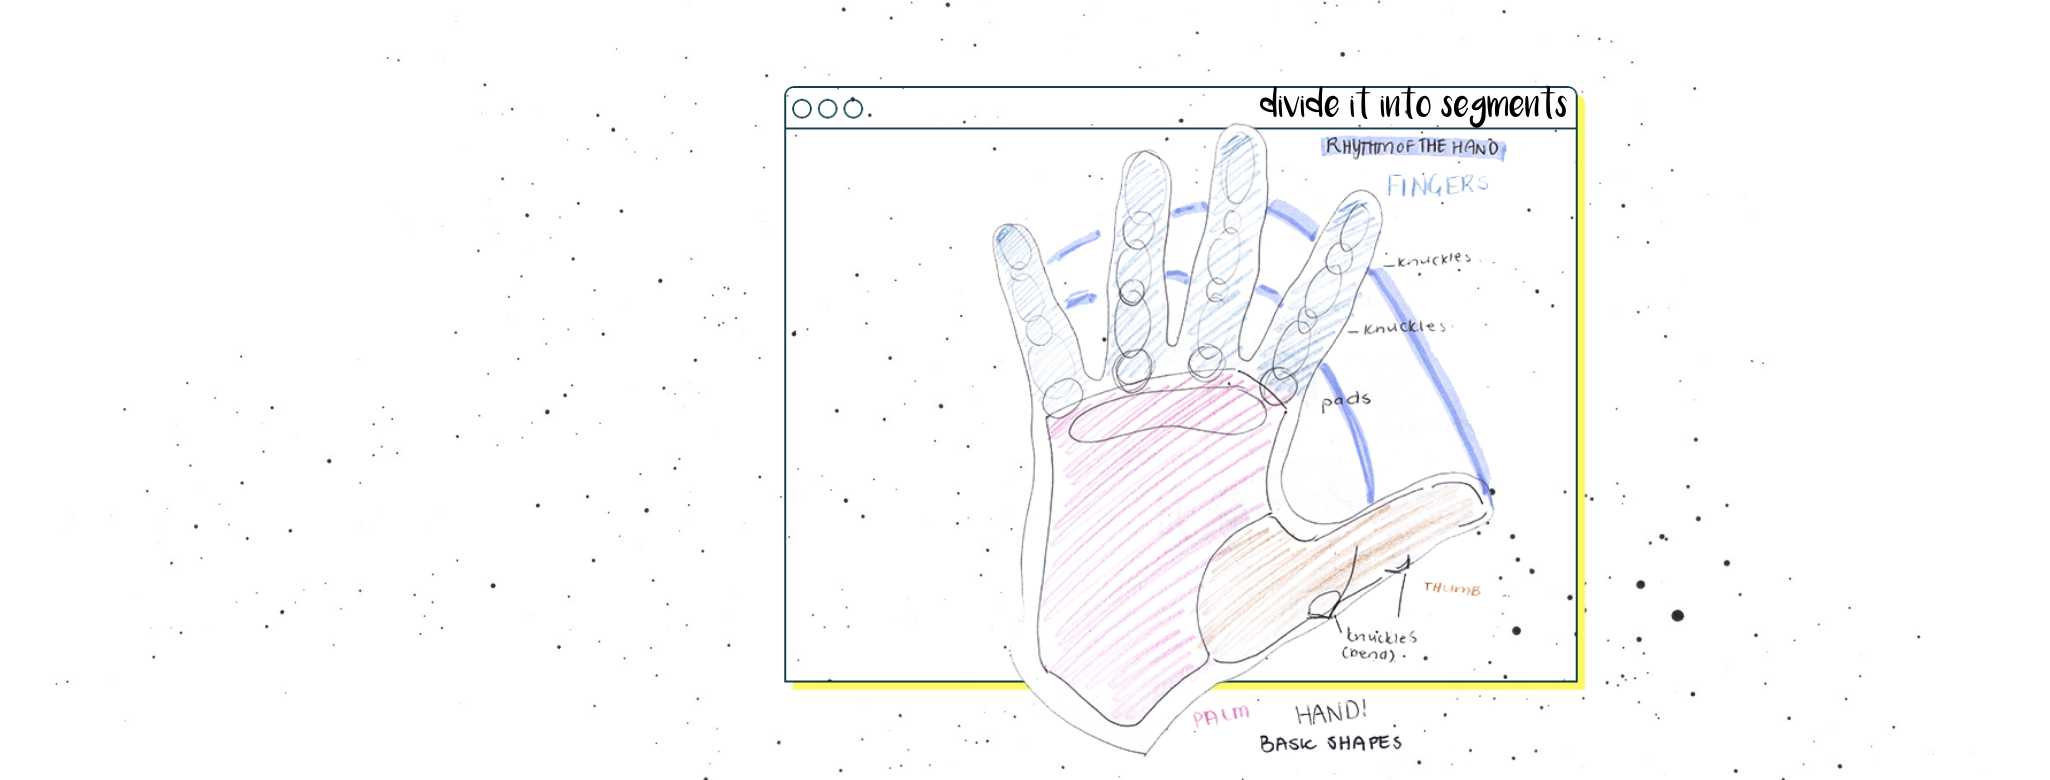 divide it into segments
RHYTHM OF THE HAND
FINGERS
knuckles
knuckles
pads
THUMB
knuckles
(bend)
PALM
HAND!
BASIC SHAPES